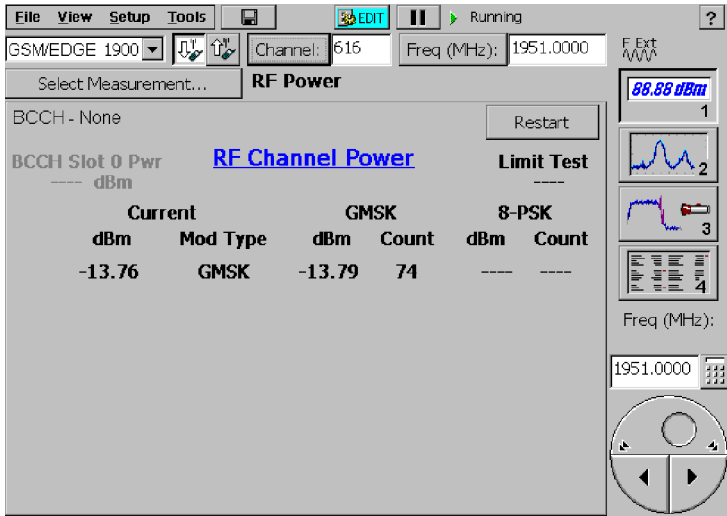 File View Setup Tools EDIT Running ?
GSM/EDGE 1900 Channel: 616 Freq (MHz): 1951.0000 F Ext
Select Measurement... RF Power
88.88 dBm
1
BCCH - None Restart
BCCH Slot 0 Pwr RF Channel Power Limit Test
---- dBm ----
2
Current GMSK 8-PSK
dBm Mod Type dBm Count dBm Count
3
-13.76 GMSK -13.79 74 ---- ----
4
Freq (MHz):
1951.0000